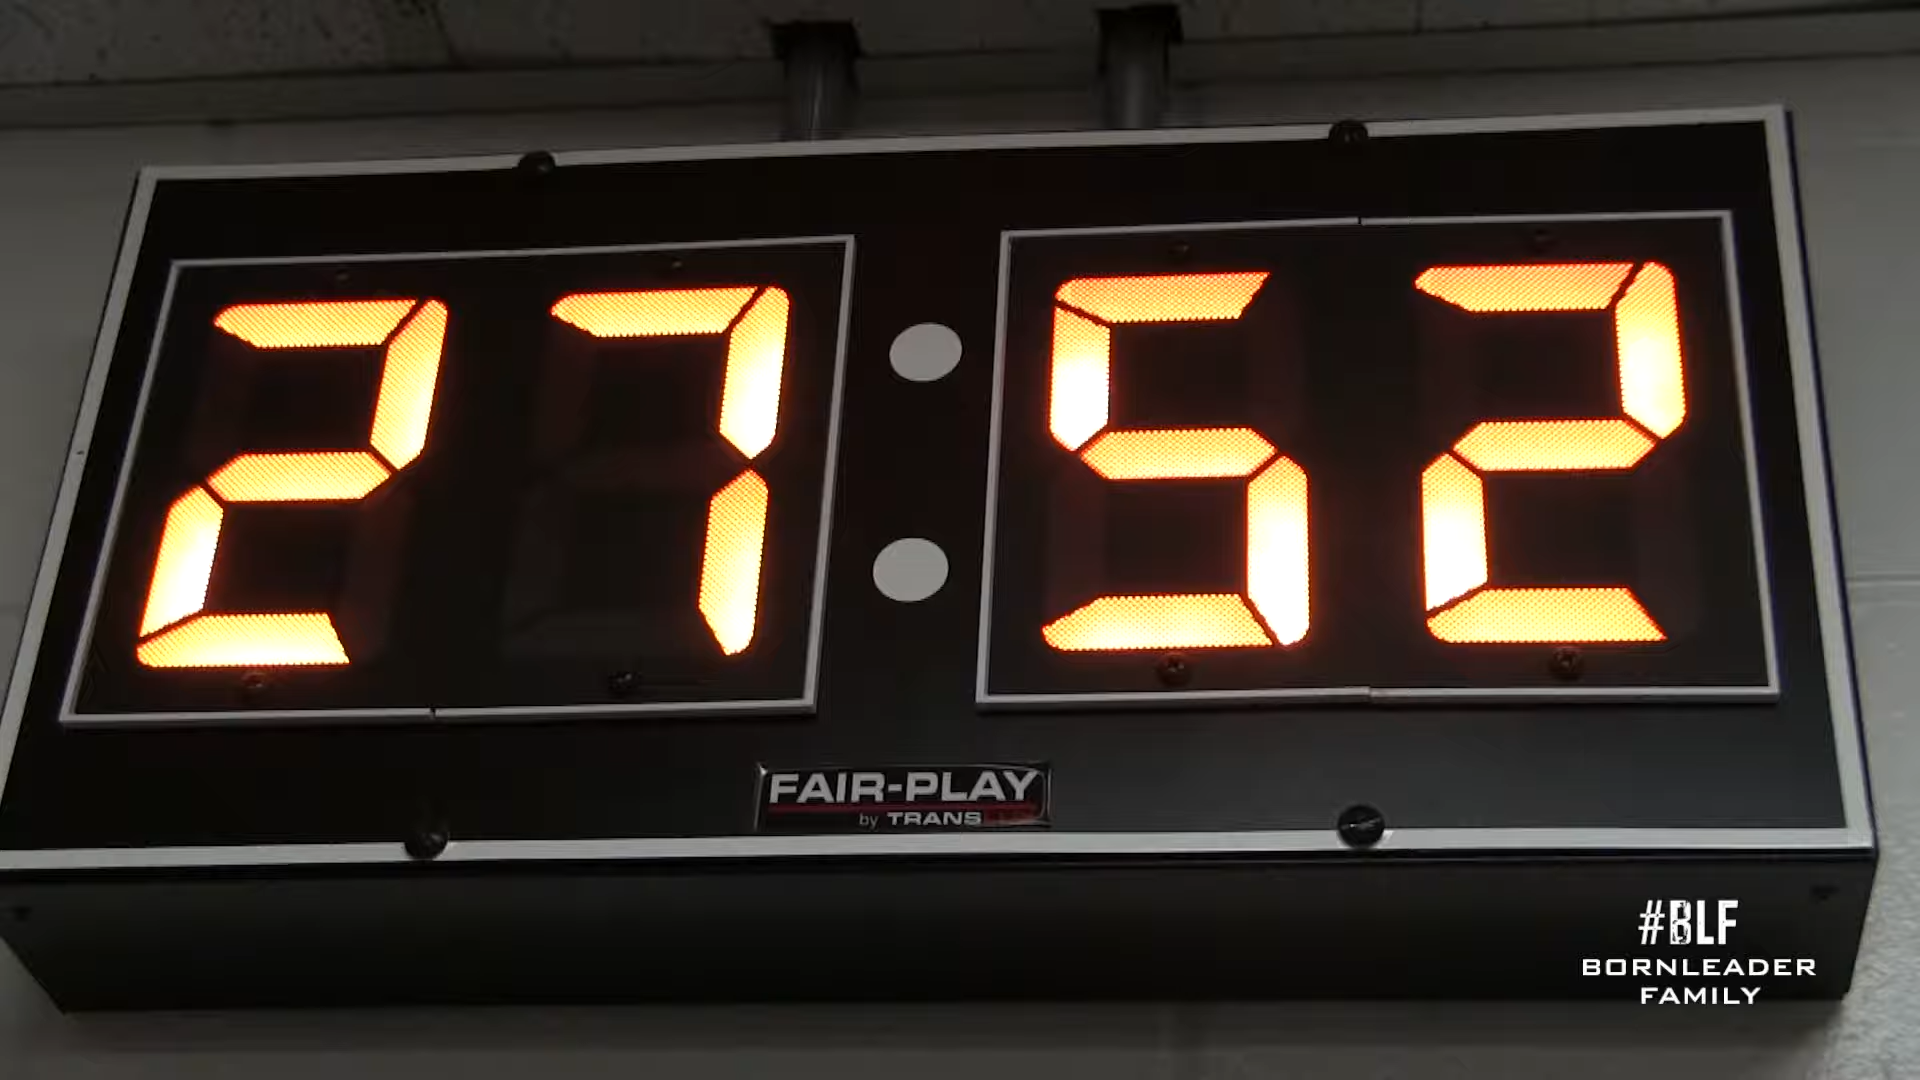 27:52
FAIR-PLAY
by TRANS
#BLF
BORNLEADER
FAMILY